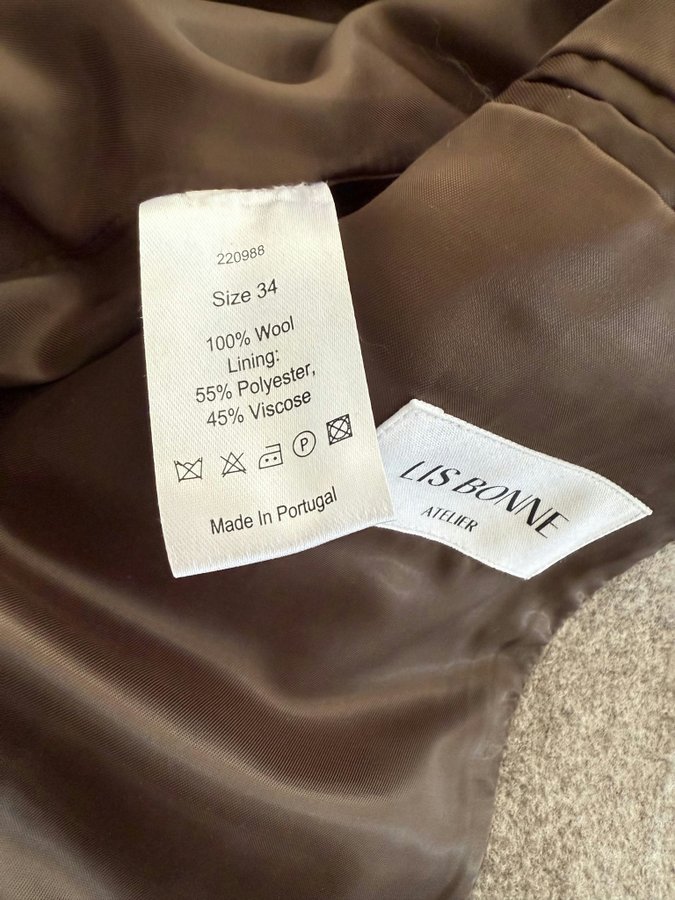 220988
Size 34
100% Wool
Lining:
55% Polyester,
45% Viscose
P
Made In Portugal
LIS BONNE
ATELIER